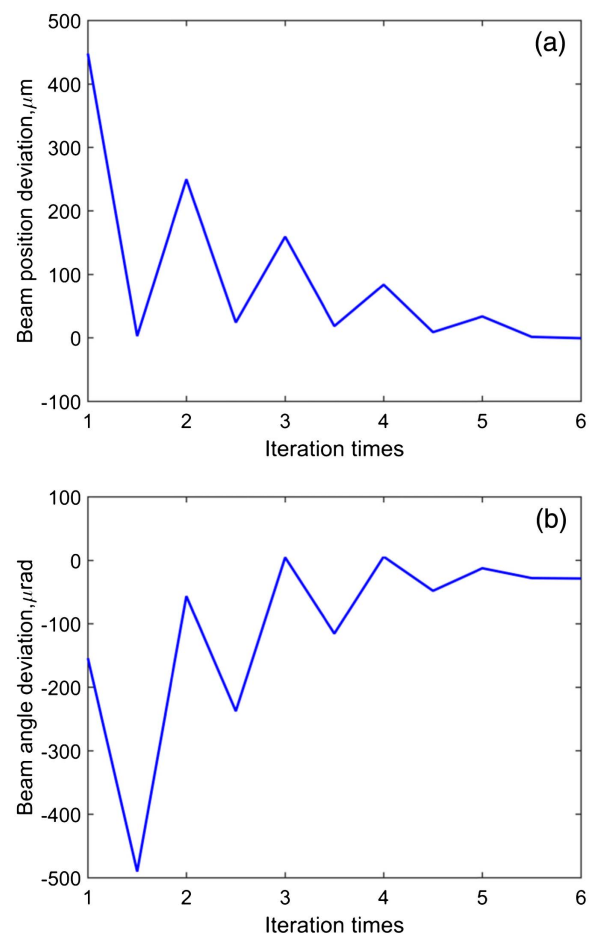 500
(a)
400
300
200
100
0
-100
Beam position deviation,μm
1 2 3 4 5 6
Iteration times
100
(b)
0
-100
-200
-300
-400
-500
Beam angle deviation,μrad
1 2 3 4 5 6
Iteration times